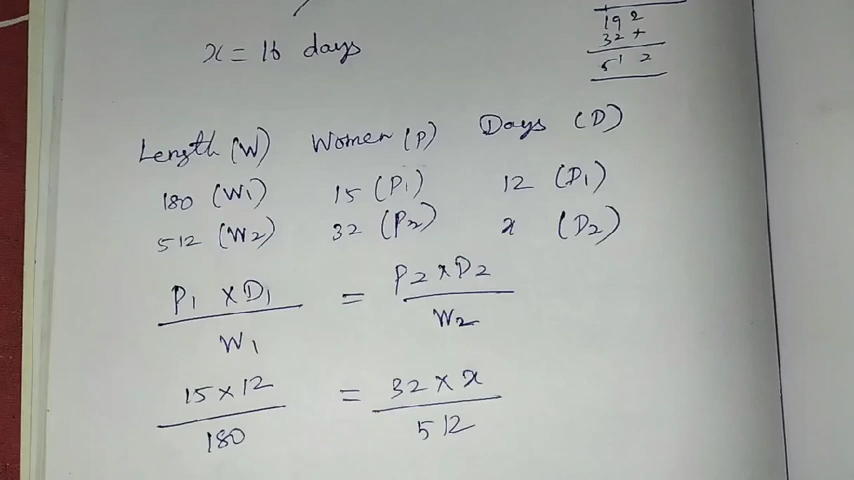 x = 16 days
192
32+
512
Length (W) Women (P) Days (D)
180 (W1) 15 (P1) 12 (D1)
512 (W2) 32 (P2) x (D2)
P1 × D1 / W1 = P2 × D2 / W2
15 × 12 / 180 = 32 × x / 512